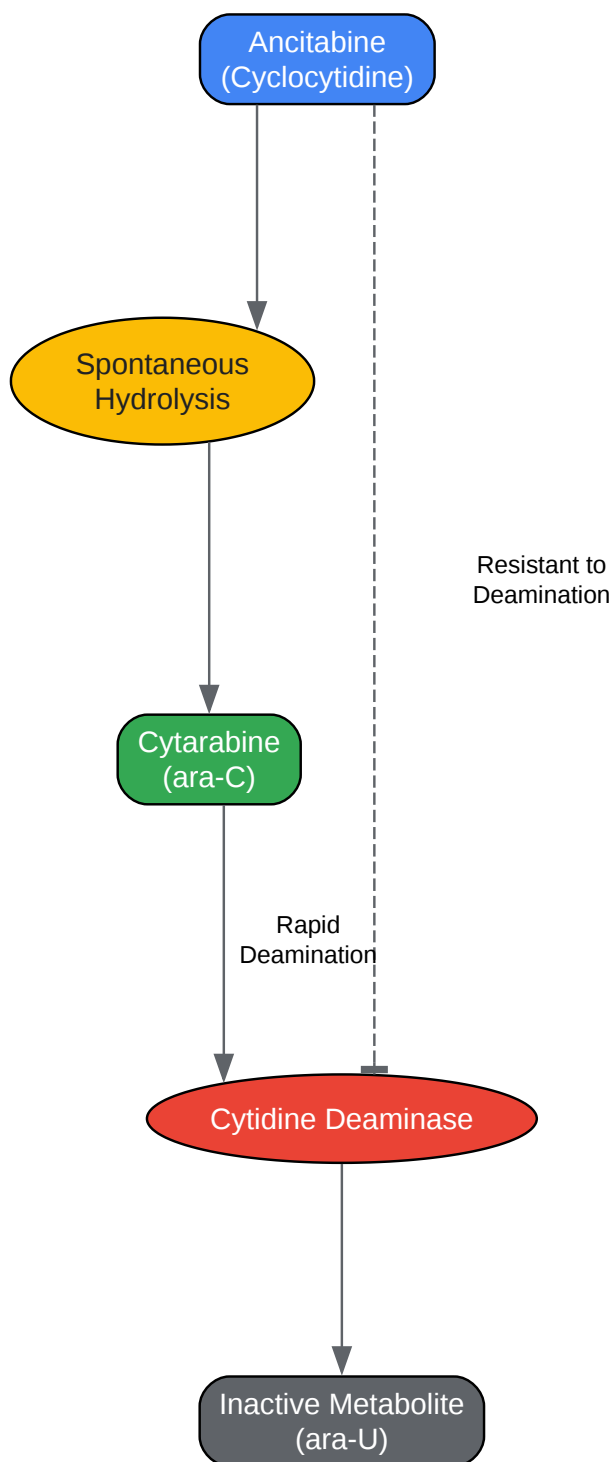 Ancitabine
(Cyclocytidine)
Spontaneous
Hydrolysis
Resistant to
Deamination
Cytarabine
(ara-C)
Rapid
Deamination
Cytidine Deaminase
Inactive Metabolite
(ara-U)